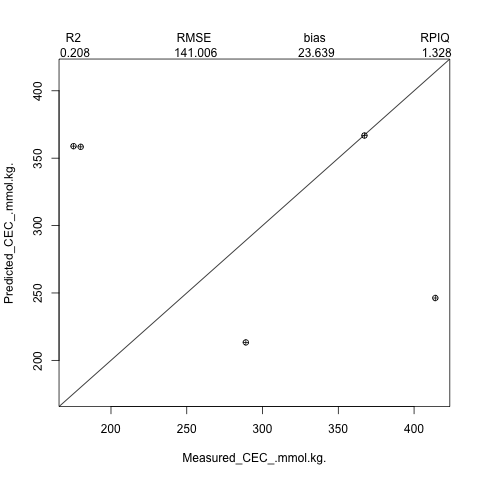 R2 RMSE bias RPIQ
0.208 141.006 23.639 1.328
400
350
300
250
200
Predicted_CEC_.mmol.kg.
200 250 300 350 400
Measured_CEC_.mmol.kg.